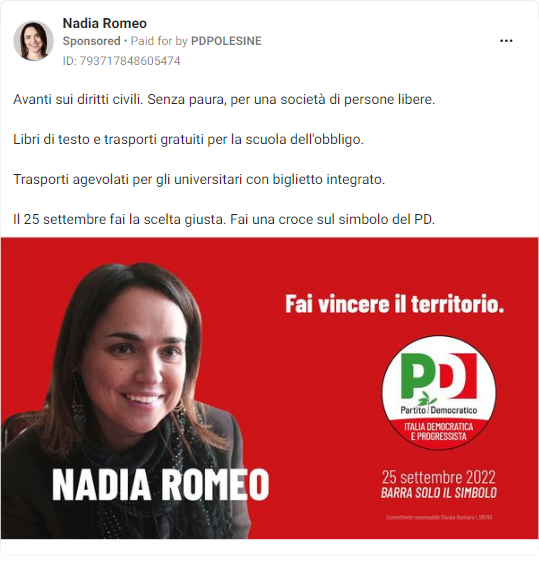 Nadia Romeo
Sponsored • Paid for by PDPOLESINE
ID: 793717848605474
Avanti sui diritti civili. Senza paura, per una società di persone libere.
Libri di testo e trasporti gratuiti per la scuola dell'obbligo.
Trasporti agevolati per gli universitari con biglietto integrato.
Il 25 settembre fai la scelta giusta. Fai una croce sul simbolo del PD.
Fai vincere il territorio.
PD
Partito Democratico
ITALIA DEMOCRATICA
E PROGRESSISTA
NADIA ROMEO
25 settembre 2022
BARRA SOLO IL SIMBOLO
Committente responsabile